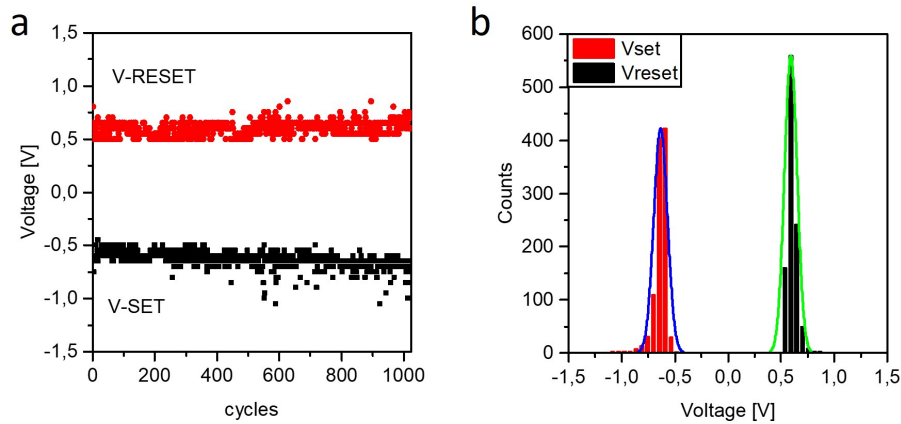 a
1,5
1,0
0,5
0,0
-0,5
-1,0
-1,5
Voltage [V]
V-RESET
V-SET
0 200 400 600 800 1000
cycles
b
600
500
400
300
200
100
0
Counts
Vset
Vreset
-1,5 -1,0 -0,5 0,0 0,5 1,0 1,5
Voltage [V]